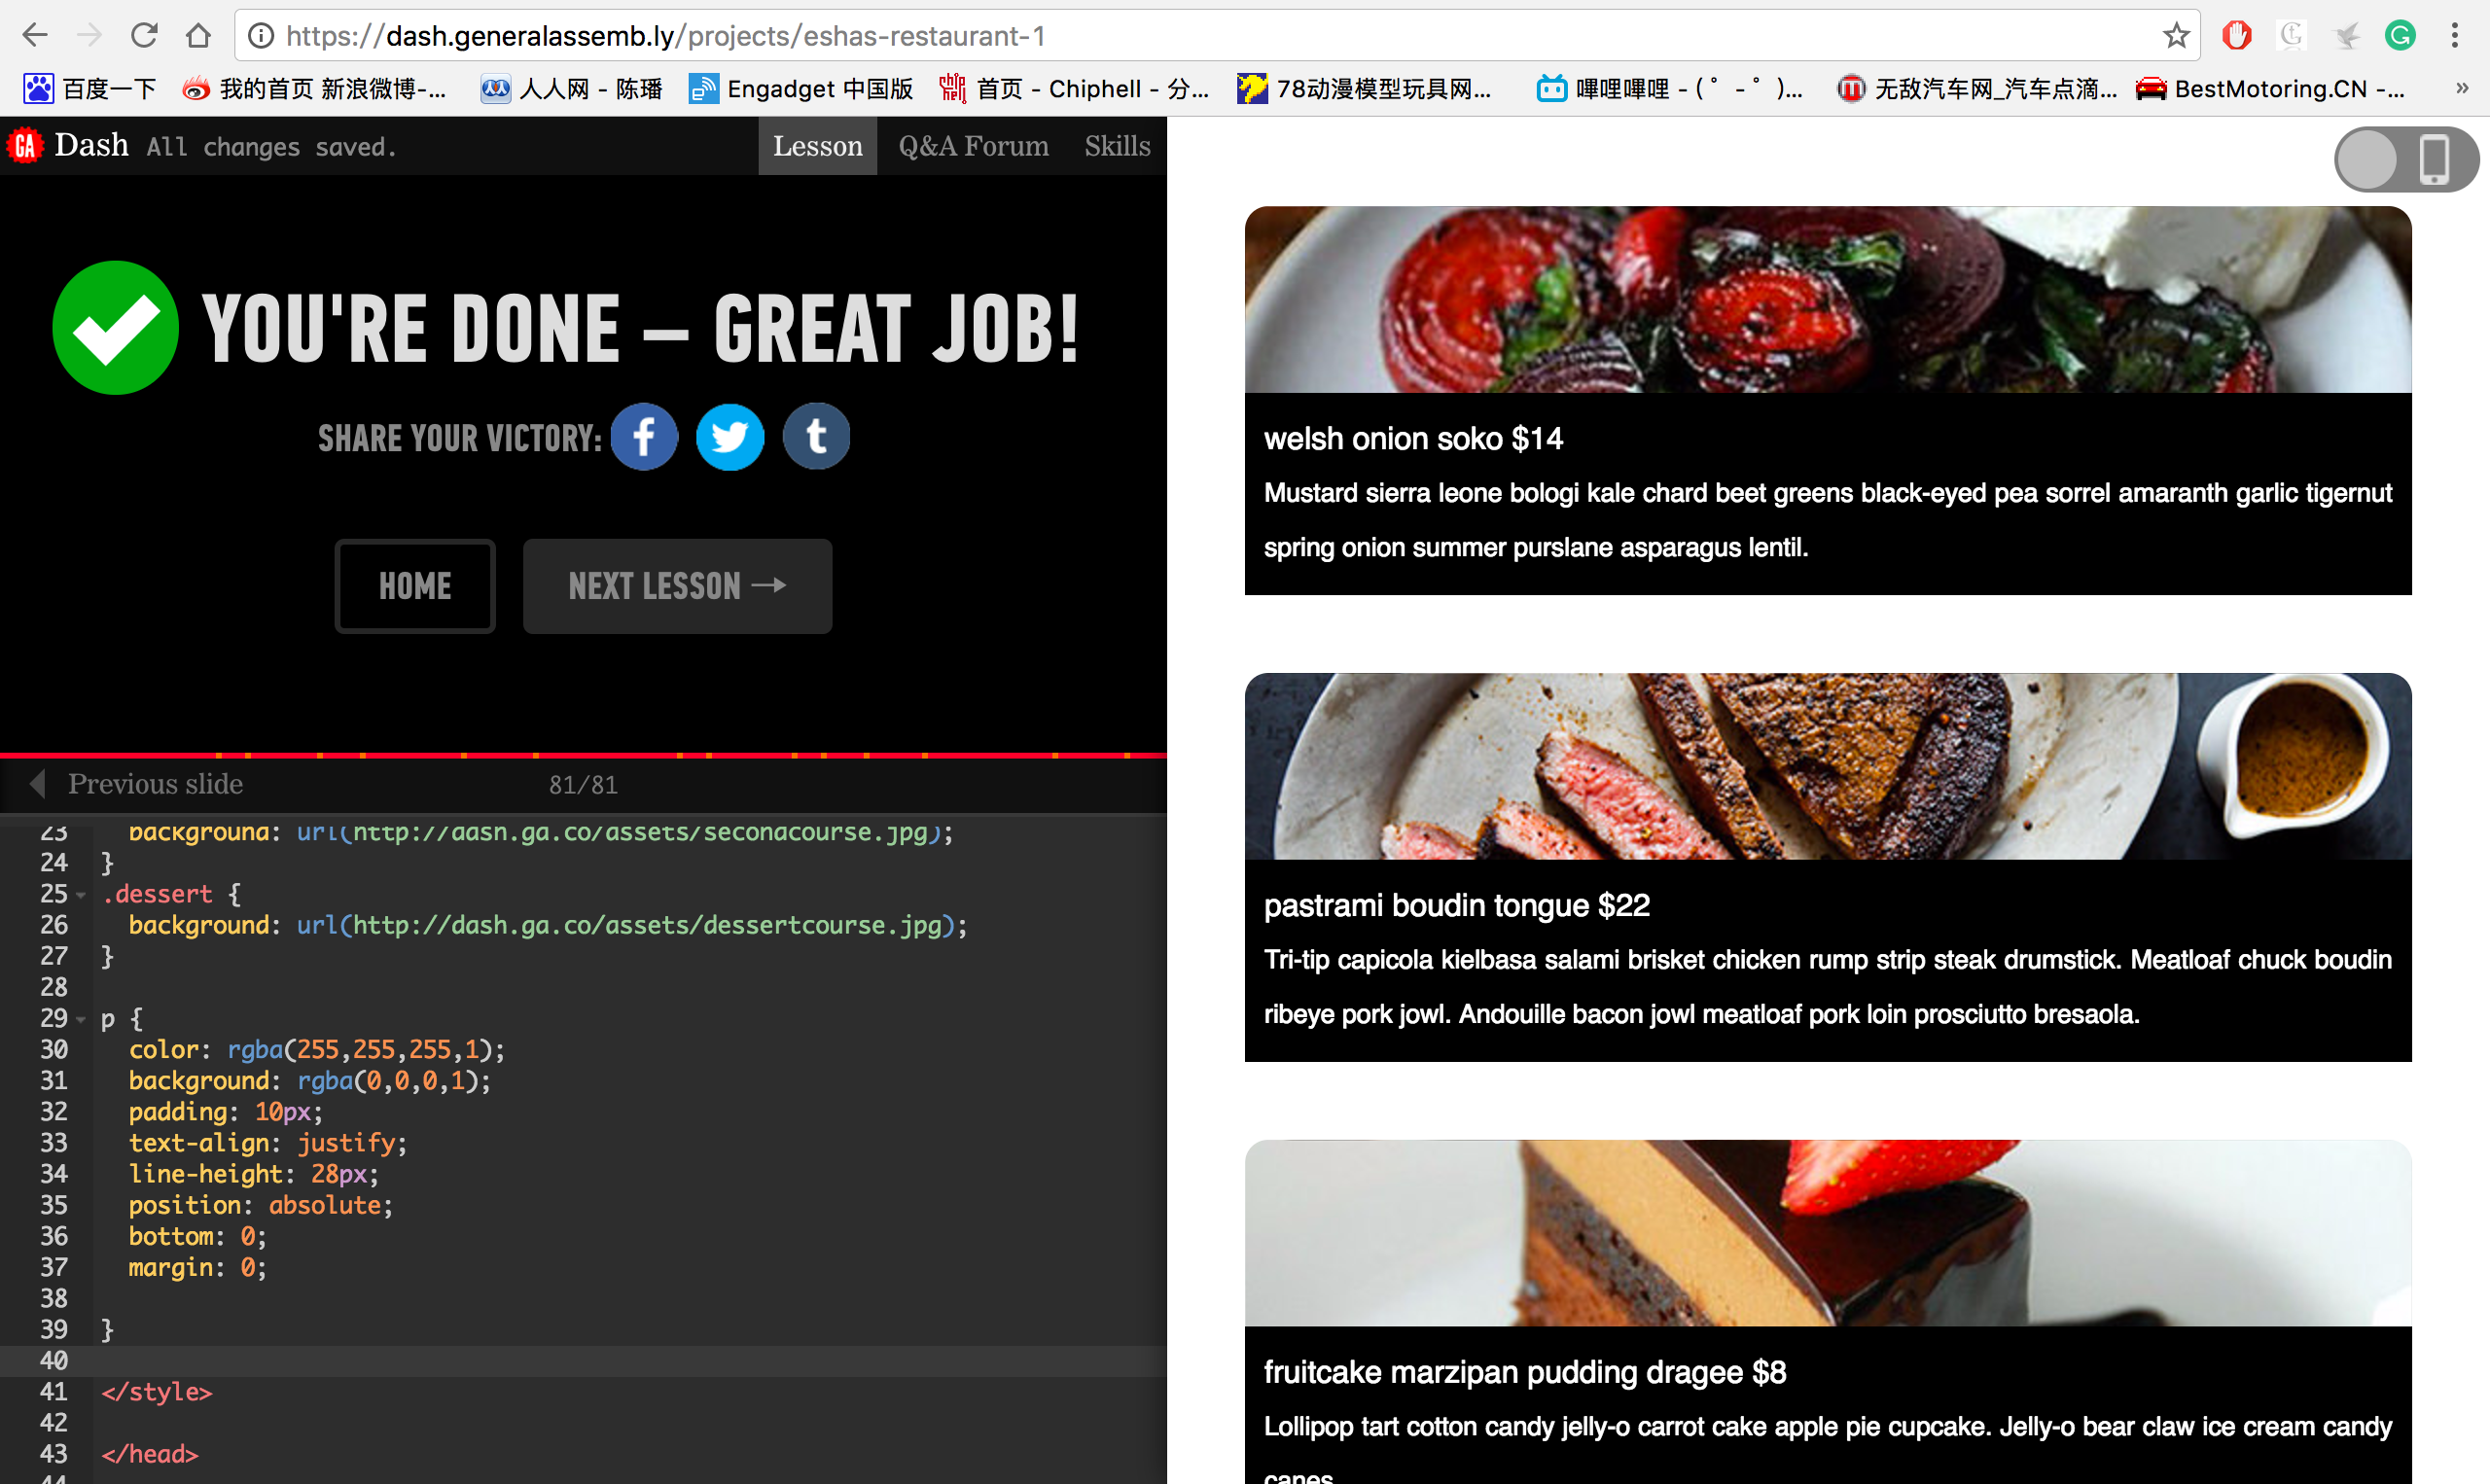 https://dash.generalassemb.ly/projects/eshas-restaurant-1
百度一下 我的首页 新浪微博-... 人人网 - 陈璠 Engadget 中国版 首页 - Chiphell - 分... 78动漫模型玩具网... 哔哩哔哩 - ( ゜- ゜)... 无敌汽车网_汽车点滴... BestMotoring.CN -... »
GA Dash All changes saved. Lesson Q&A Forum Skills
YOU'RE DONE — GREAT JOB!
SHARE YOUR VICTORY: f t
HOME NEXT LESSON →
Previous slide 81/81
23 background: url(http://dash.ga.co/assets/secondcourse.jpg);
24 }
25 .dessert {
26 background: url(http://dash.ga.co/assets/dessertcourse.jpg);
27 }
28
29 p {
30 color: rgba(255,255,255,1);
31 background: rgba(0,0,0,1);
32 padding: 10px;
33 text-align: justify;
34 line-height: 28px;
35 position: absolute;
36 bottom: 0;
37 margin: 0;
38
39 }
40
41 </style>
42
43 </head>
44
welsh onion soko $14
Mustard sierra leone bologi kale chard beet greens black-eyed pea sorrel amaranth garlic tigernut
spring onion summer purslane asparagus lentil.
pastrami boudin tongue $22
Tri-tip capicola kielbasa salami brisket chicken rump strip steak drumstick. Meatloaf chuck boudin
ribeye pork jowl. Andouille bacon jowl meatloaf pork loin prosciutto bresaola.
fruitcake marzipan pudding dragee $8
Lollipop tart cotton candy jelly-o carrot cake apple pie cupcake. Jelly-o bear claw ice cream candy
canes.